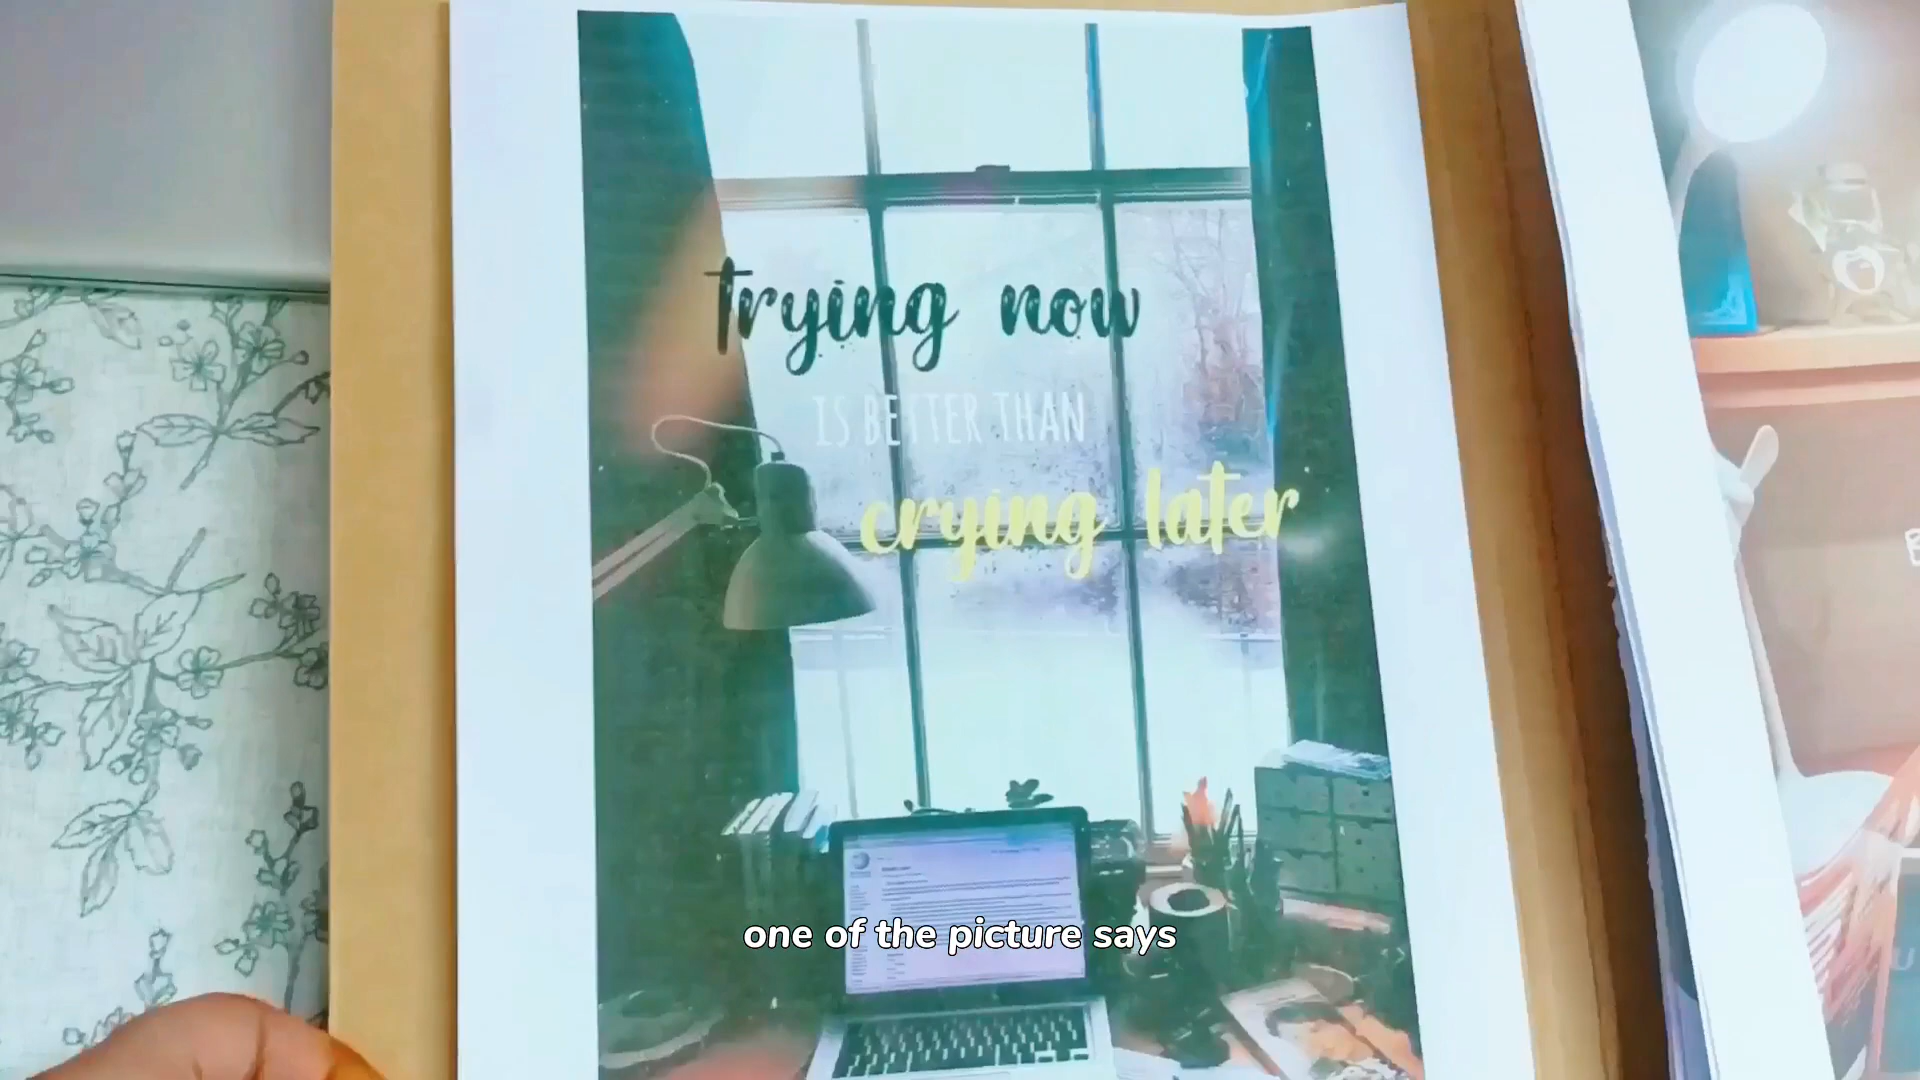 trying now
IS BETTER THAN
crying later
one of the picture says